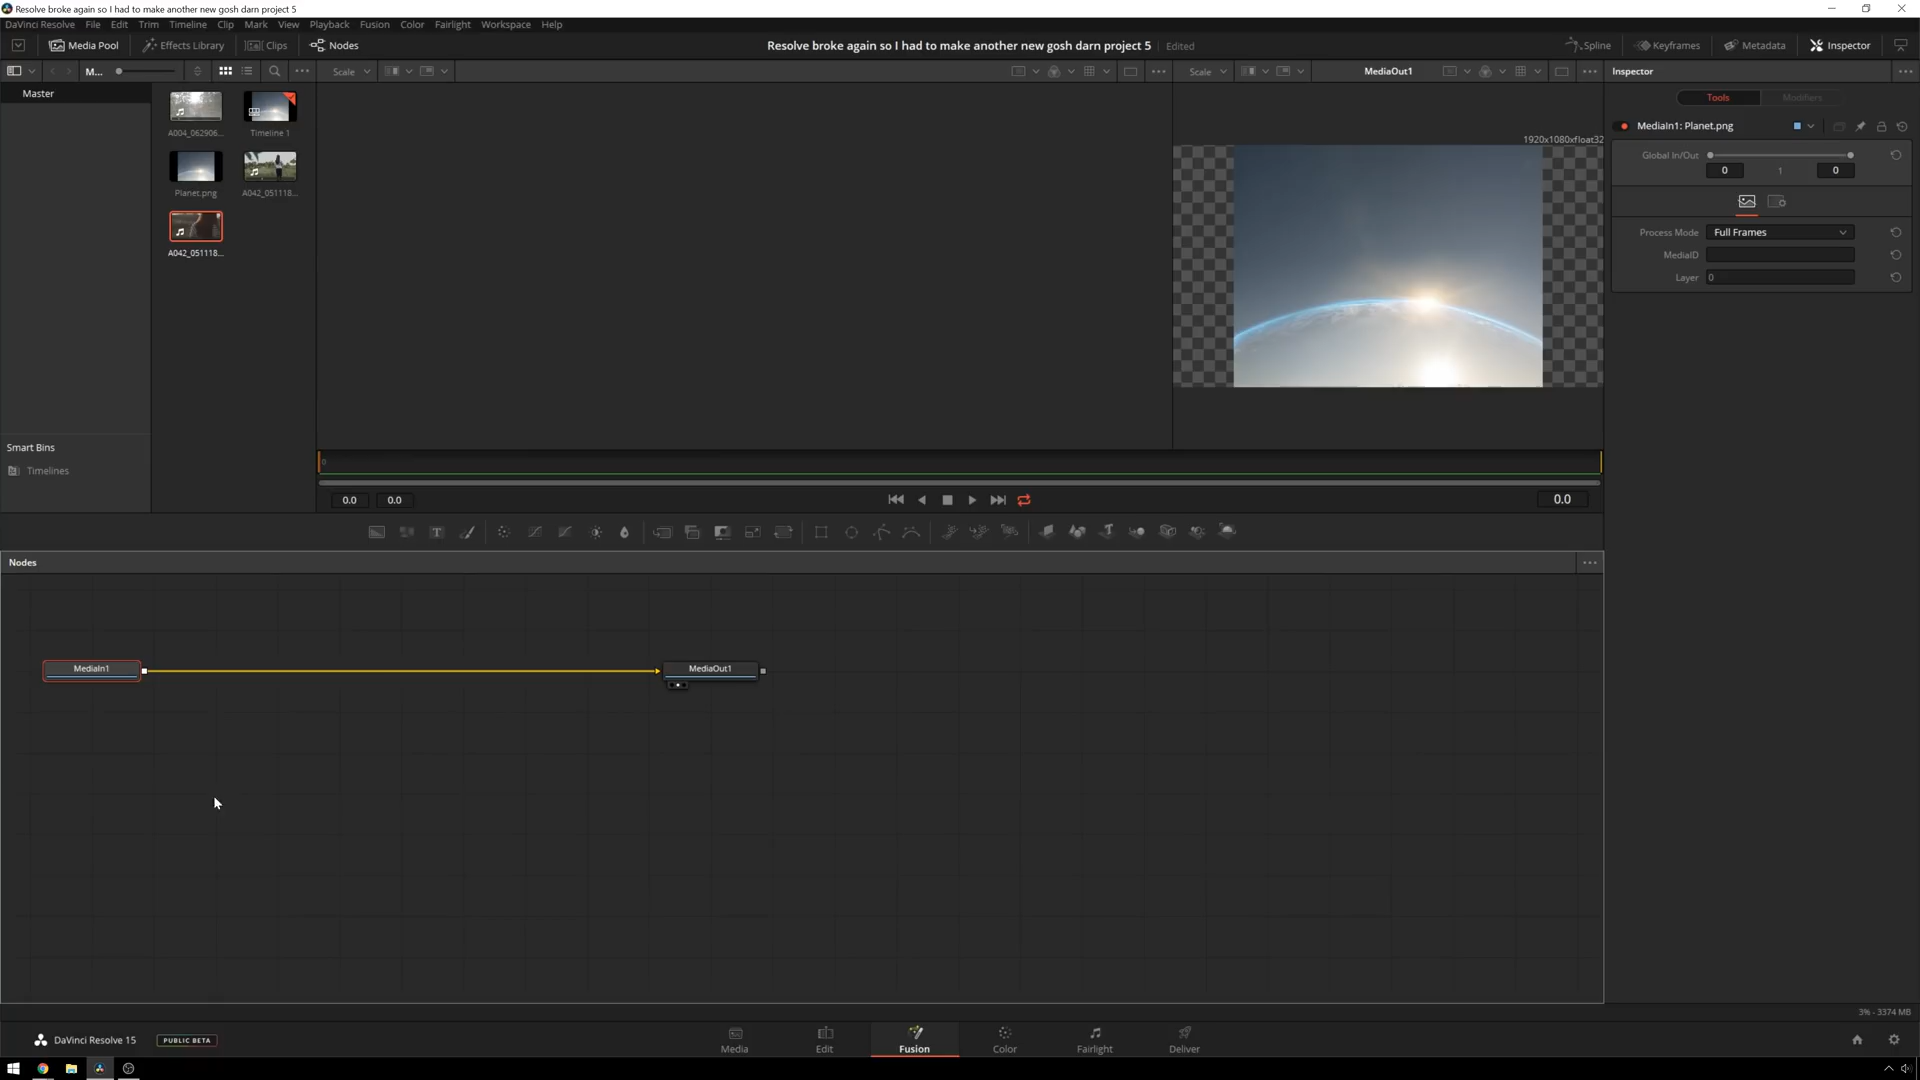 Resolve broke again so I had to make another new gosh darn project 5
DaVinci Resolve File Edit Trim Timeline Clip Mark View Playback Fusion Color Fairlight Workspace Help
Media Pool Effects Library Clips Nodes Resolve broke again so I had to make another new gosh darn project 5 Edited Spline Keyframes Metadata Inspector
M... Scale Scale MediaOut1 Inspector
Master
Tools Modifiers
A004_062906... Timeline 1
MediaIn1: Planet.png
1920x1080xfloat32
Global In/Out
0 1 0
Planet.png A042_051118...
Process Mode Full Frames
A042_051118... MediaID
Layer 0
Smart Bins
Timelines
0
0.0 0.0 0.0
Nodes
MediaIn1 MediaOut1
3% - 3374 MB
DaVinci Resolve 15 PUBLIC BETA
Media Edit Fusion Color Fairlight Deliver